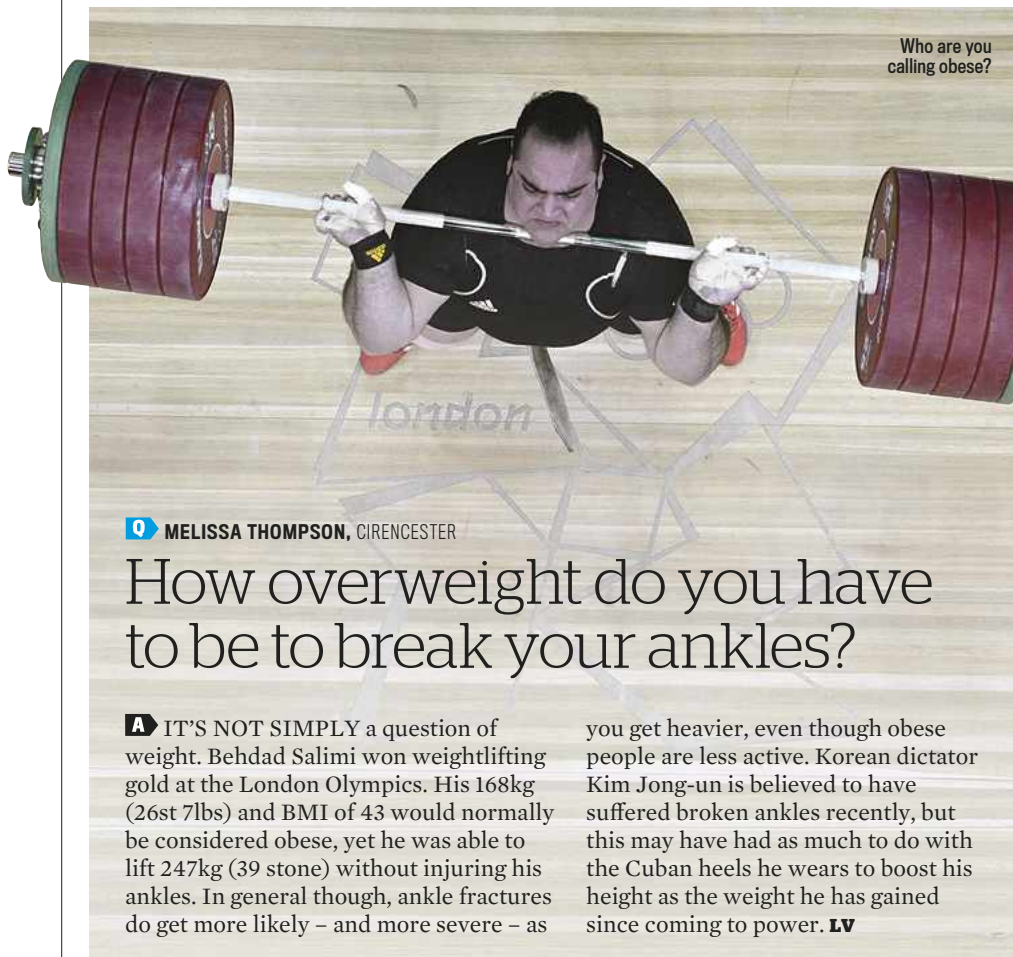 Who are you
calling obese?
london
Q MELISSA THOMPSON, CIRENCESTER
How overweight do you have
to be to break your ankles?
A IT'S NOT SIMPLY a question of
weight. Behdad Salimi won weightlifting
gold at the London Olympics. His 168kg
(26st 7lbs) and BMI of 43 would normally
be considered obese, yet he was able to
lift 247kg (39 stone) without injuring his
ankles. In general though, ankle fractures
do get more likely – and more severe – as
you get heavier, even though obese
people are less active. Korean dictator
Kim Jong-un is believed to have
suffered broken ankles recently, but
this may have had as much to do with
the Cuban heels he wears to boost his
height as the weight he has gained
since coming to power. LV